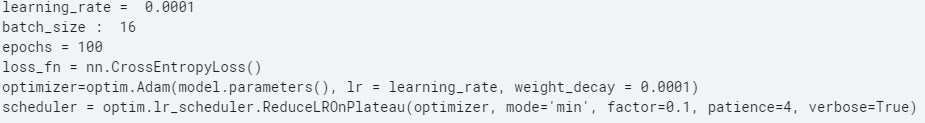 learning_rate =  0.0001
batch_size :  16
epochs = 100
loss_fn = nn.CrossEntropyLoss()
optimizer=optim.Adam(model.parameters(), lr = learning_rate, weight_decay = 0.0001)
scheduler = optim.lr_scheduler.ReduceLROnPlateau(optimizer, mode='min', factor=0.1, patience=4, verbose=True)